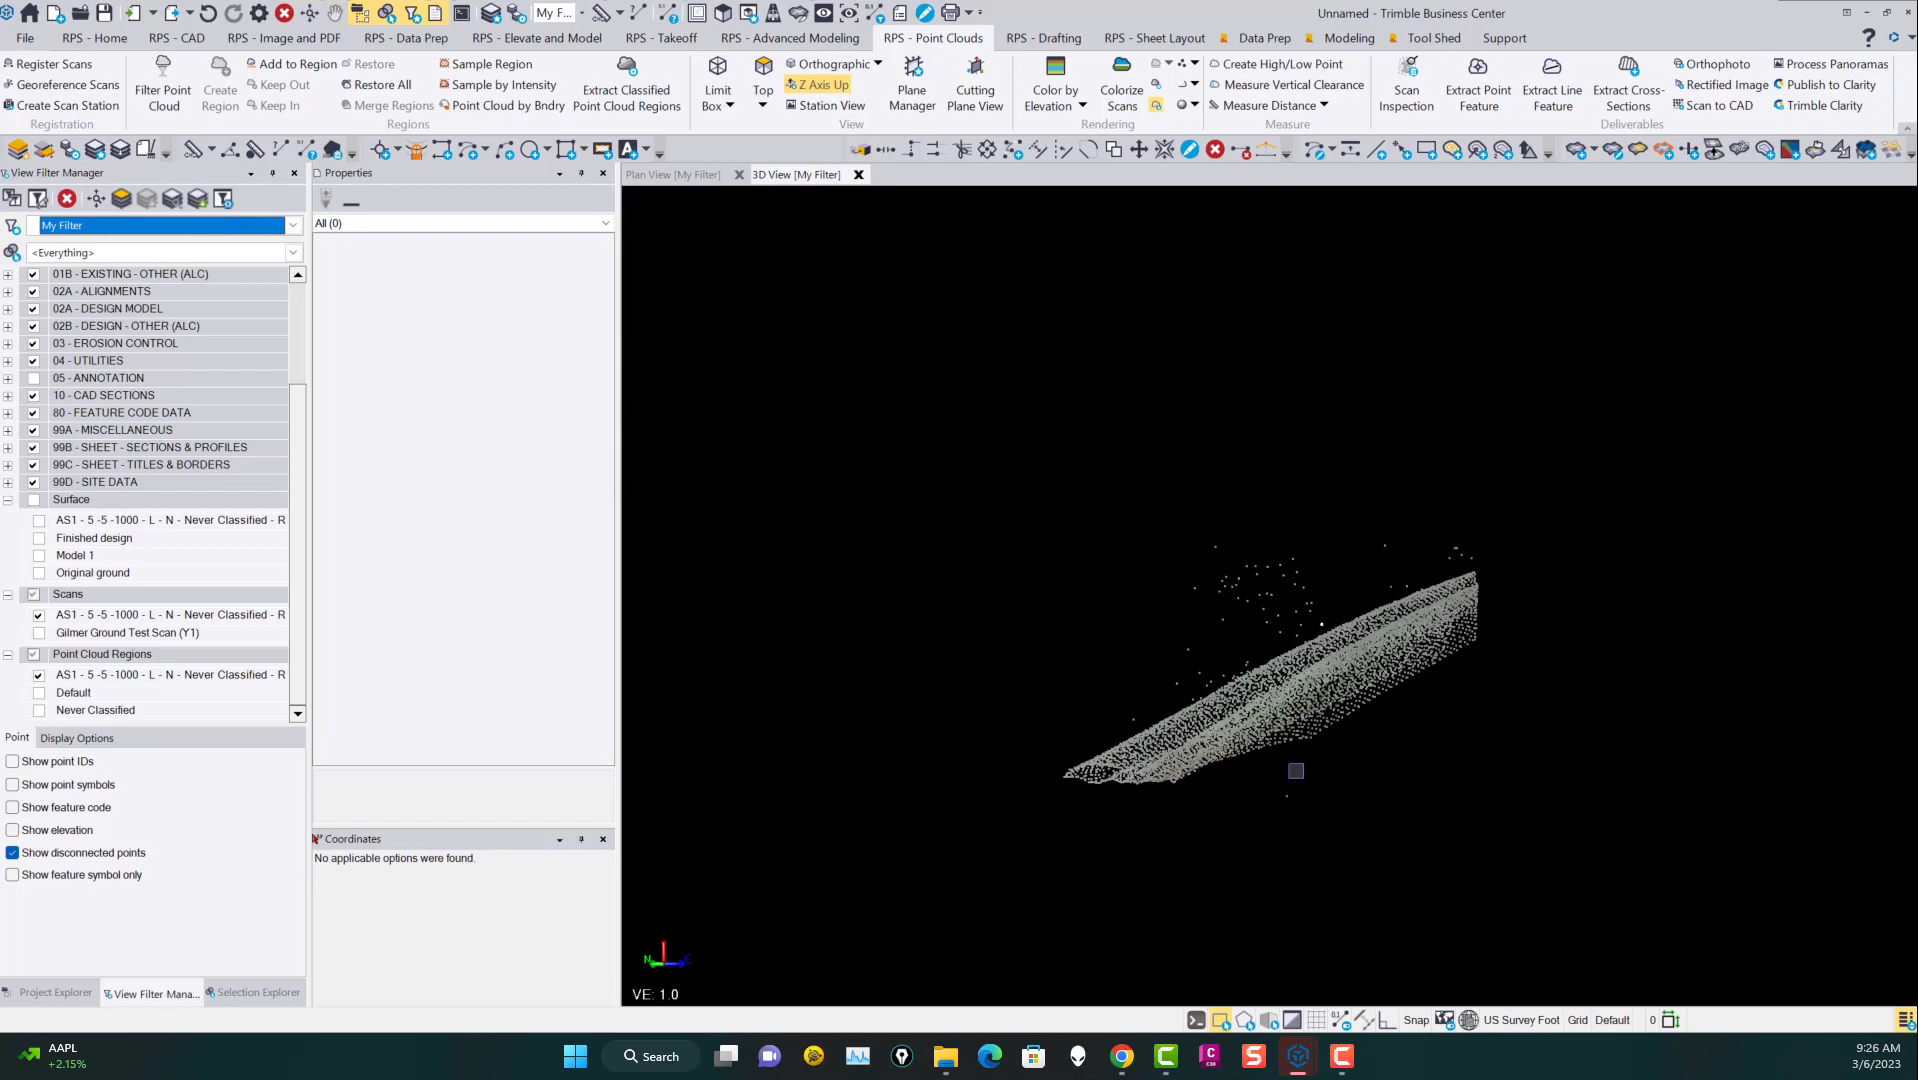 My F...
Unnamed - Trimble Business Center
File
RPS - Home
RPS - CAD
RPS - Image and PDF
RPS - Data Prep
RPS - Elevate and Model
RPS - Takeoff
RPS - Advanced Modeling
RPS - Point Clouds
RPS - Drafting
RPS - Sheet Layout
Data Prep
Modeling
Tool Shed
Support
Register Scans
Georeference Scans
Create Scan Station
Registration
Filter Point Cloud
Create Region
Add to Region
Keep Out
Keep In
Restore
Restore All
Merge Regions
Sample Region
Sample by Intensity
Point Cloud by Bndry
Extract Classified Point Cloud Regions
Regions
Limit Box
Top
Orthographic
Z Axis Up
Station View
Plane Manager
Cutting Plane View
View
Color by Elevation
Colorize Scans
Rendering
Create High/Low Point
Measure Vertical Clearance
Measure Distance
Measure
Scan Inspection
Extract Point Feature
Extract Line Feature
Extract Cross-Sections
Orthophoto
Rectified Image
Scan to CAD
Process Panoramas
Publish to Clarity
Trimble Clarity
Deliverables
View Filter Manager
Properties
Plan View [My Filter]
3D View [My Filter]
My Filter
All (0)
<Everything>
01B - EXISTING - OTHER (ALC)
02A - ALIGNMENTS
02A - DESIGN MODEL
02B - DESIGN - OTHER (ALC)
03 - EROSION CONTROL
04 - UTILITIES
05 - ANNOTATION
10 - CAD SECTIONS
80 - FEATURE CODE DATA
99A - MISCELLANEOUS
99B - SHEET - SECTIONS & PROFILES
99C - SHEET - TITLES & BORDERS
99D - SITE DATA
Surface
AS1 - 5 -5 -1000 - L - N - Never Classified - R
Finished design
Model 1
Original ground
Scans
AS1 - 5 -5 -1000 - L - N - Never Classified - R
Gilmer Ground Test Scan (Y1)
Point Cloud Regions
AS1 - 5 -5 -1000 - L - N - Never Classified - R
Default
Never Classified
Point
Display Options
Show point IDs
Show point symbols
Show feature code
Show elevation
Show disconnected points
Show feature symbol only
Coordinates
No applicable options were found.
N
E
VE: 1.0
Project Explorer
View Filter Mana...
Selection Explorer
Snap
US Survey Foot
Grid
Default
0
AAPL
+2.15%
Search
9:26 AM
3/6/2023